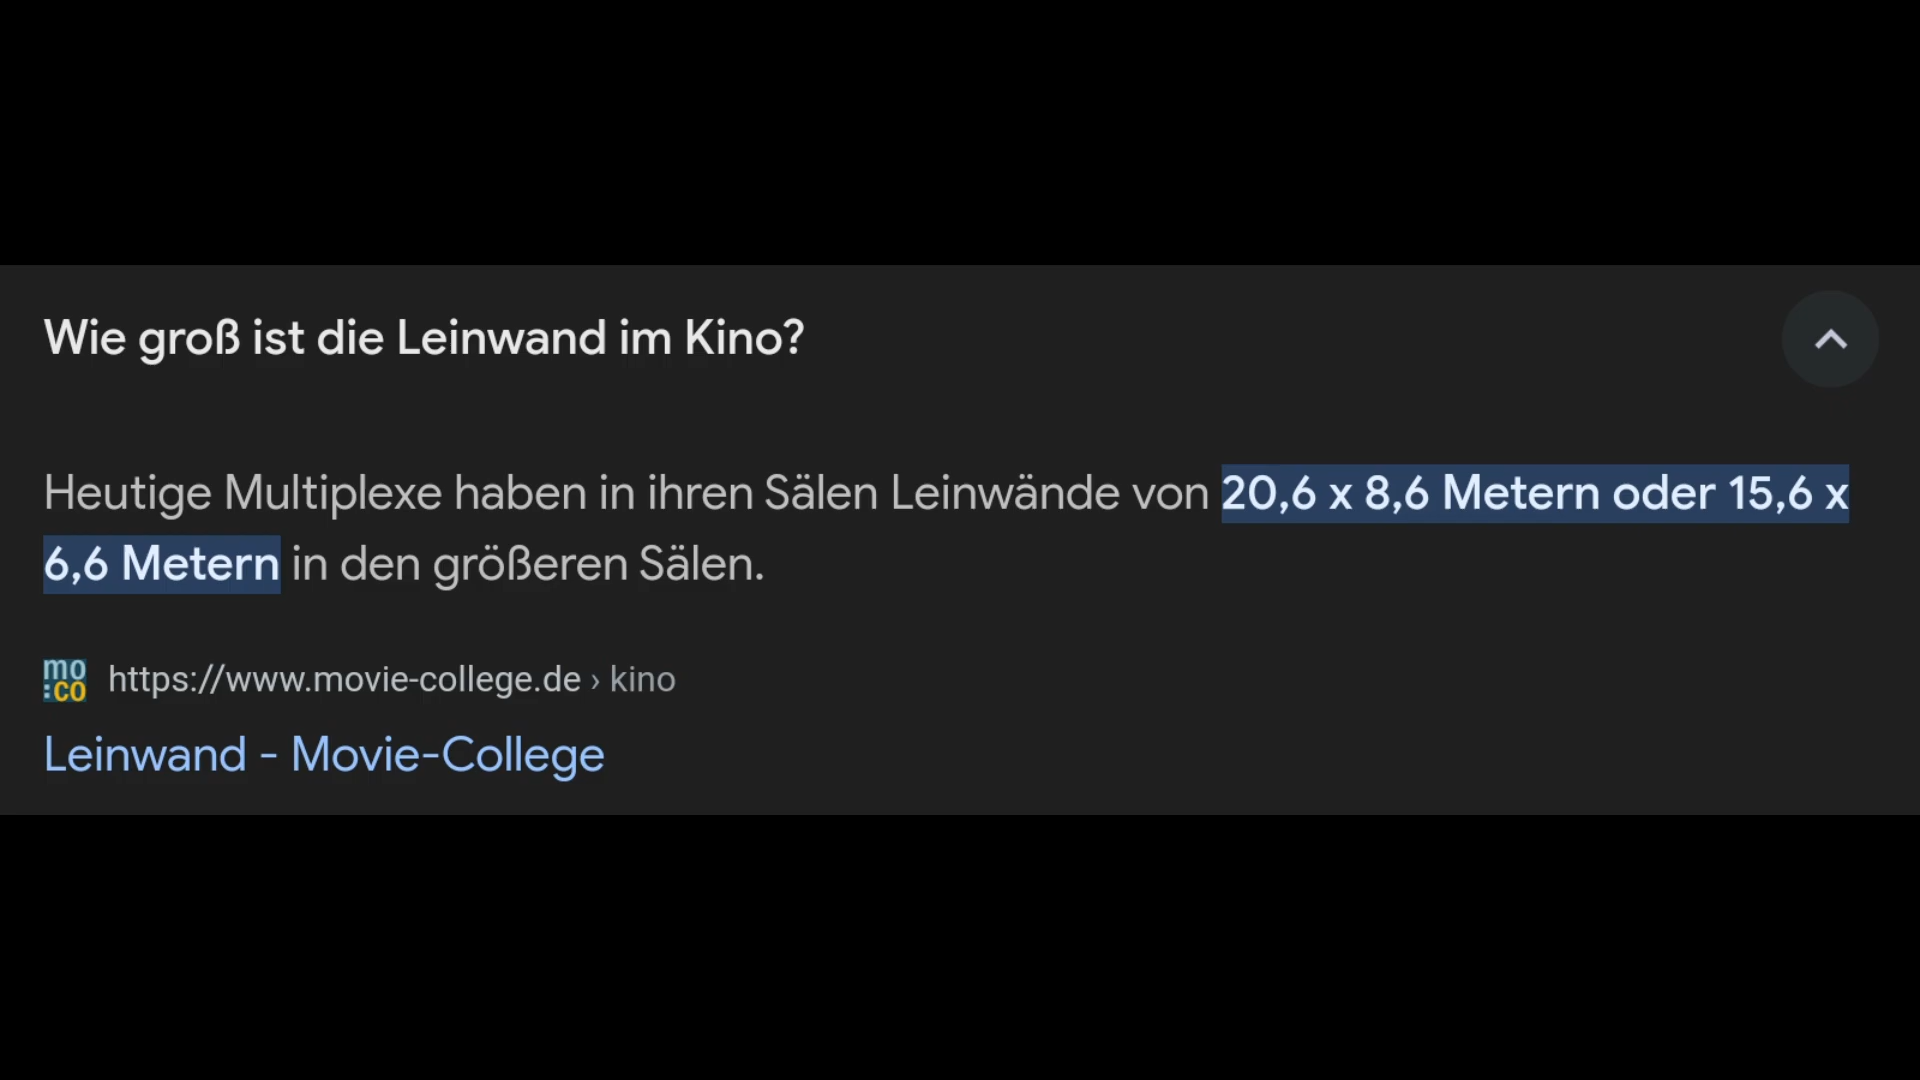 Wie groß ist die Leinwand im Kino?
Heutige Multiplexe haben in ihren Sälen Leinwände von 20,6 x 8,6 Metern oder 15,6 x
6,6 Metern in den größeren Sälen.
mo
:co
https://www.movie-college.de › kino
Leinwand - Movie-College